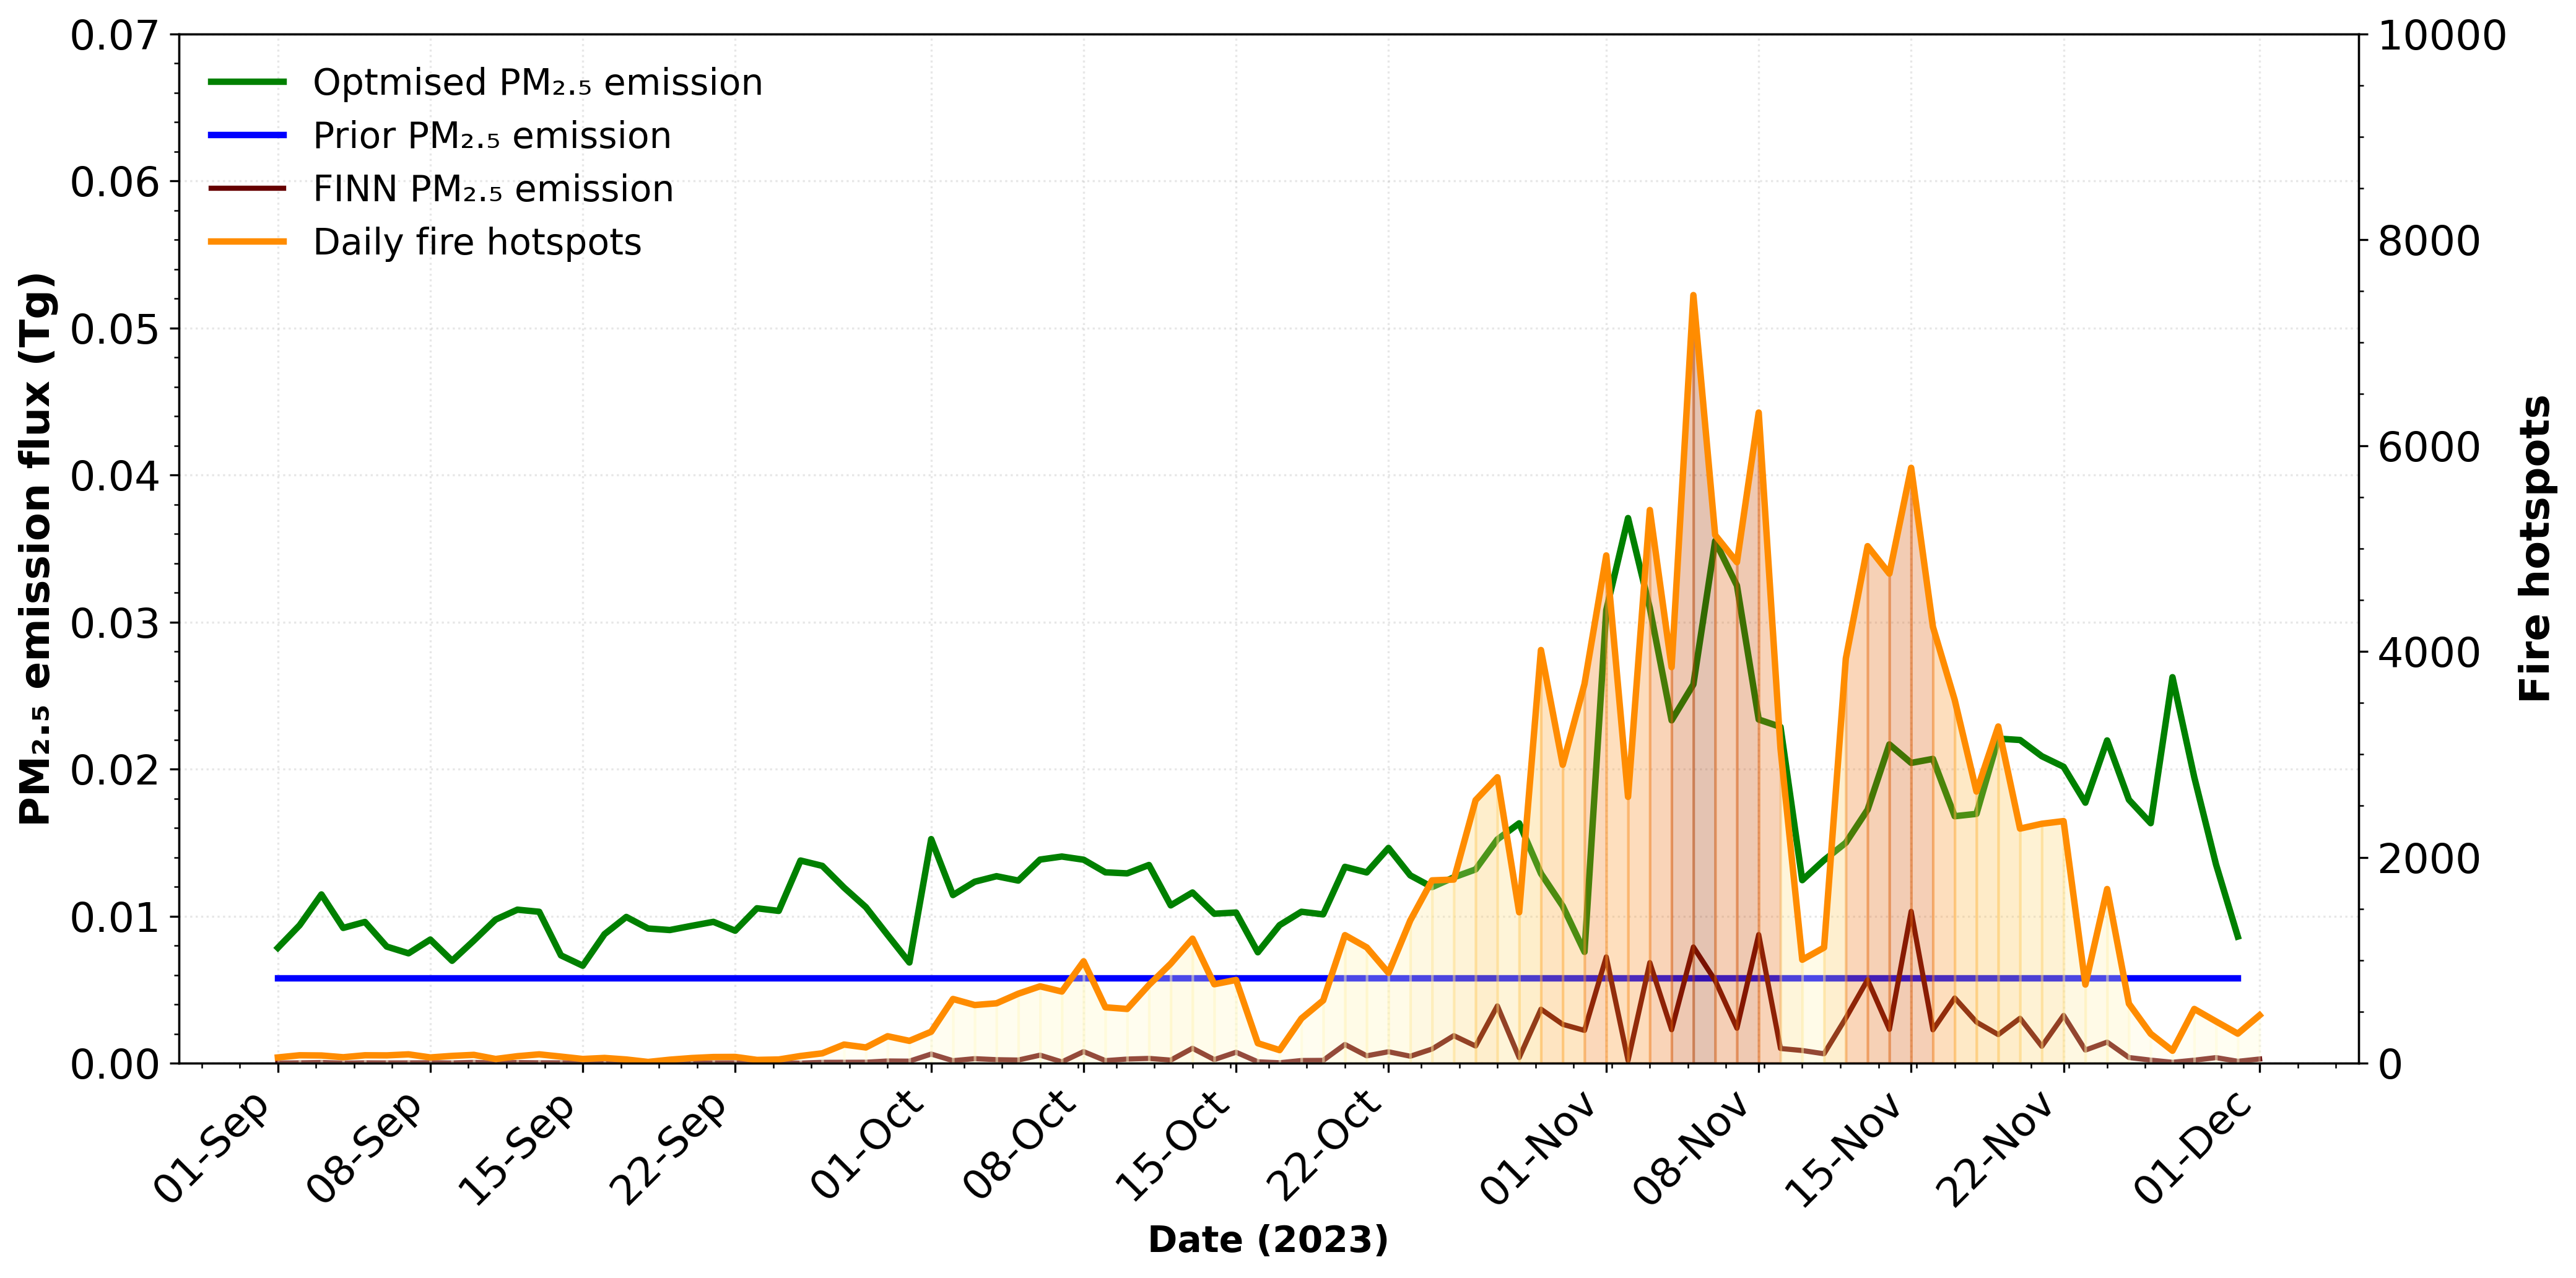 0.07
0.06
0.05
0.04
0.03
0.02
0.01
0.00
PM₂.₅ emission flux (Tg)
Optmised PM₂.₅ emission
Prior PM₂.₅ emission
FINN PM₂.₅ emission
Daily fire hotspots
10000
8000
6000
4000
2000
0
Fire hotspots
01-Sep
08-Sep
15-Sep
22-Sep
01-Oct
08-Oct
15-Oct
22-Oct
01-Nov
08-Nov
15-Nov
22-Nov
01-Dec
Date (2023)